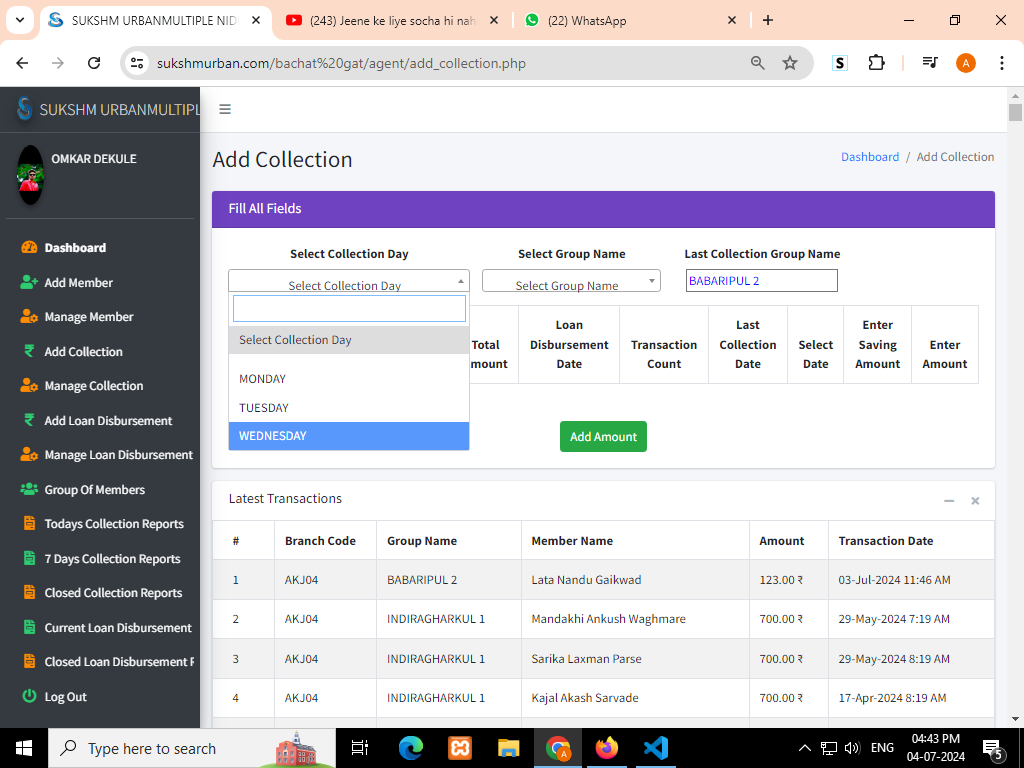 SUKSHM URBANMULTIPLE NID
(243) Jeene ke liye socha hi nah
(22) WhatsApp
sukshmurban.com/bachat%20gat/agent/add_collection.php
S
A
SUKSHM URBANMULTIPL
OMKAR DEKULE
Dashboard
Add Member
Manage Member
Add Collection
Manage Collection
Add Loan Disbursement
Manage Loan Disbursement
Group Of Members
Todays Collection Reports
7 Days Collection Reports
Closed Collection Reports
Current Loan Disbursement
Closed Loan Disbursement R
Log Out
Add Collection
Dashboard / Add Collection
Fill All Fields
Select Collection Day
Select Group Name
Last Collection Group Name
Select Collection Day
Select Group Name
BABARIPUL 2
Select Collection Day
MONDAY
TUESDAY
WEDNESDAY
Total
mount
Loan
Disbursement
Date
Transaction
Count
Last
Collection
Date
Select
Date
Enter
Saving
Amount
Enter
Amount
Add Amount
Latest Transactions
# Branch Code Group Name Member Name Amount Transaction Date
1 AKJ04 BABARIPUL 2 Lata Nandu Gaikwad 123.00 ₹ 03-Jul-2024 11:46 AM
2 AKJ04 INDIRAGHARKUL 1 Mandakhi Ankush Waghmare 700.00 ₹ 29-May-2024 7:19 AM
3 AKJ04 INDIRAGHARKUL 1 Sarika Laxman Parse 700.00 ₹ 29-May-2024 8:19 AM
4 AKJ04 INDIRAGHARKUL 1 Kajal Akash Sarvade 700.00 ₹ 17-Apr-2024 8:19 AM
Type here to search
ENG
04:43 PM
04-07-2024
5